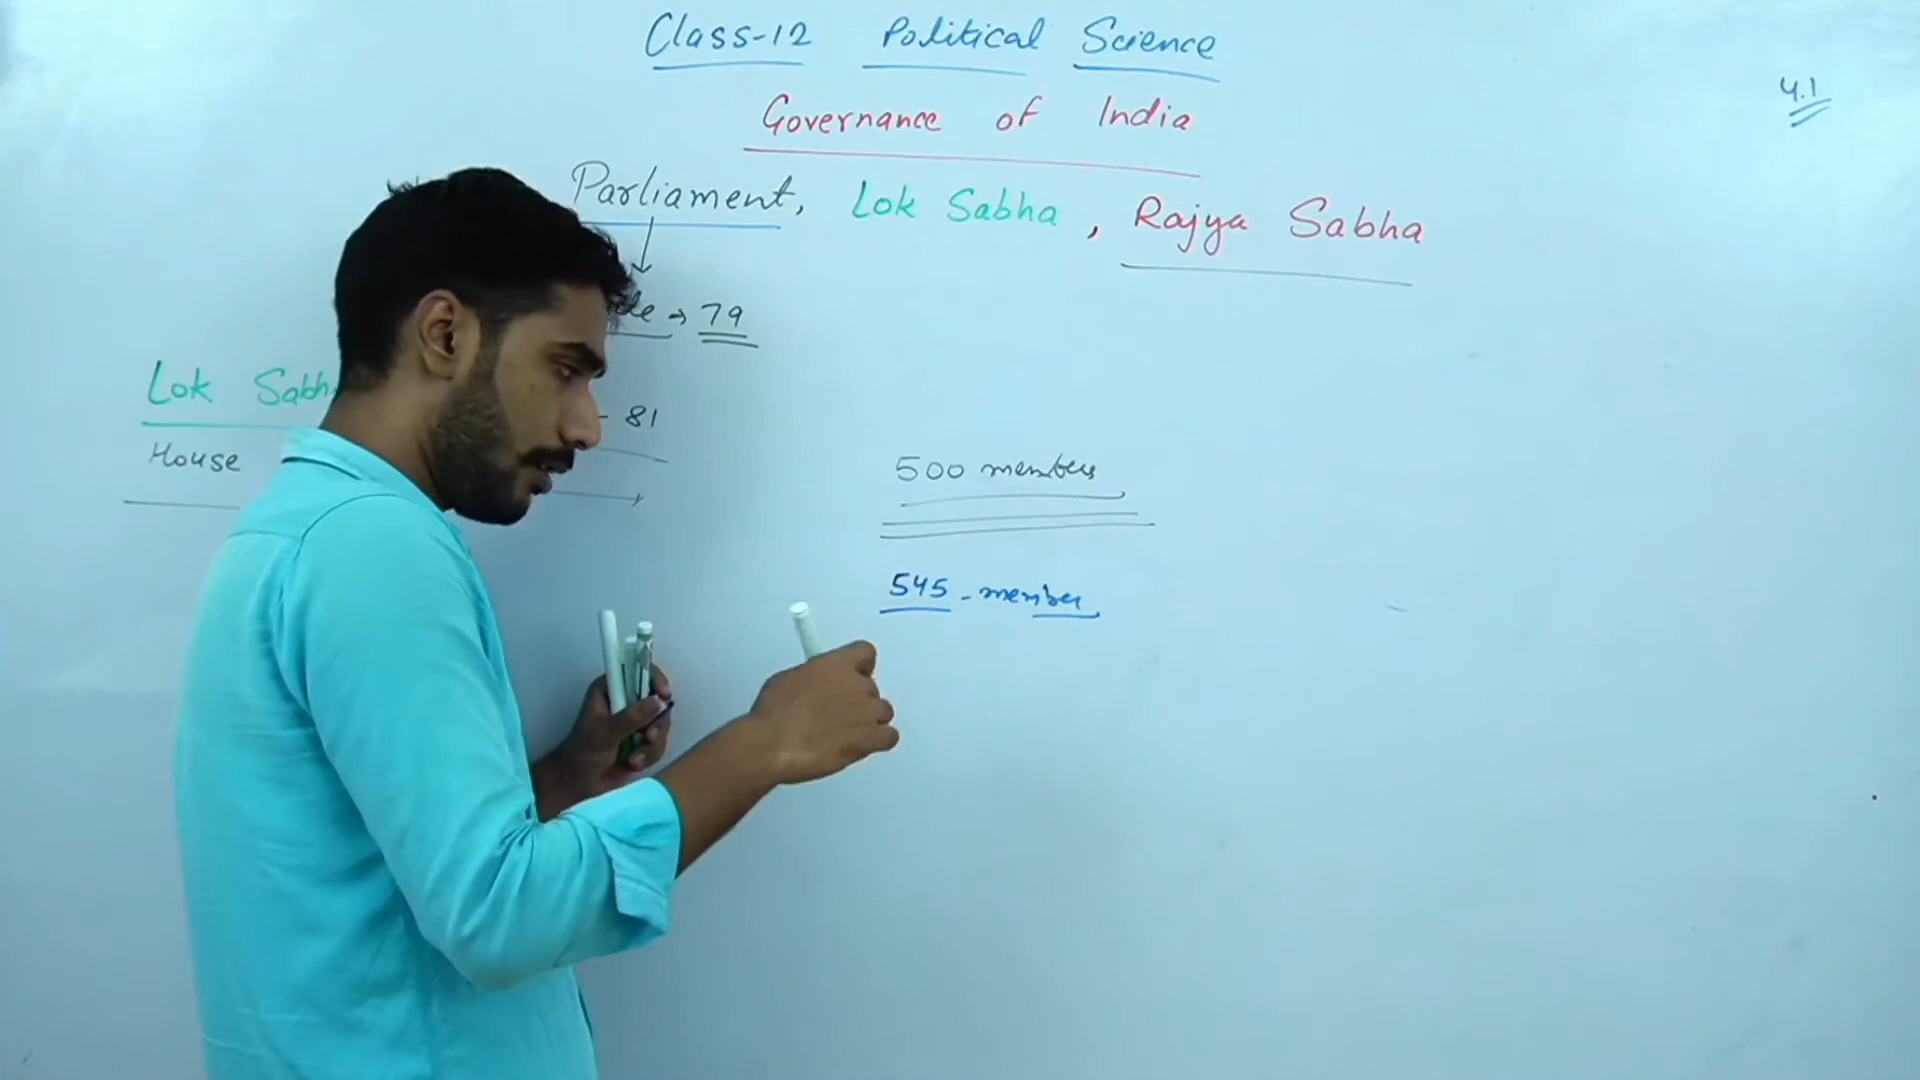 Class-12 Political Science
4.1
Governance of India
Parliament, Lok Sabha, Rajya Sabha
→ 79
Lok Sabh
- 81
House
500 members
545 - member